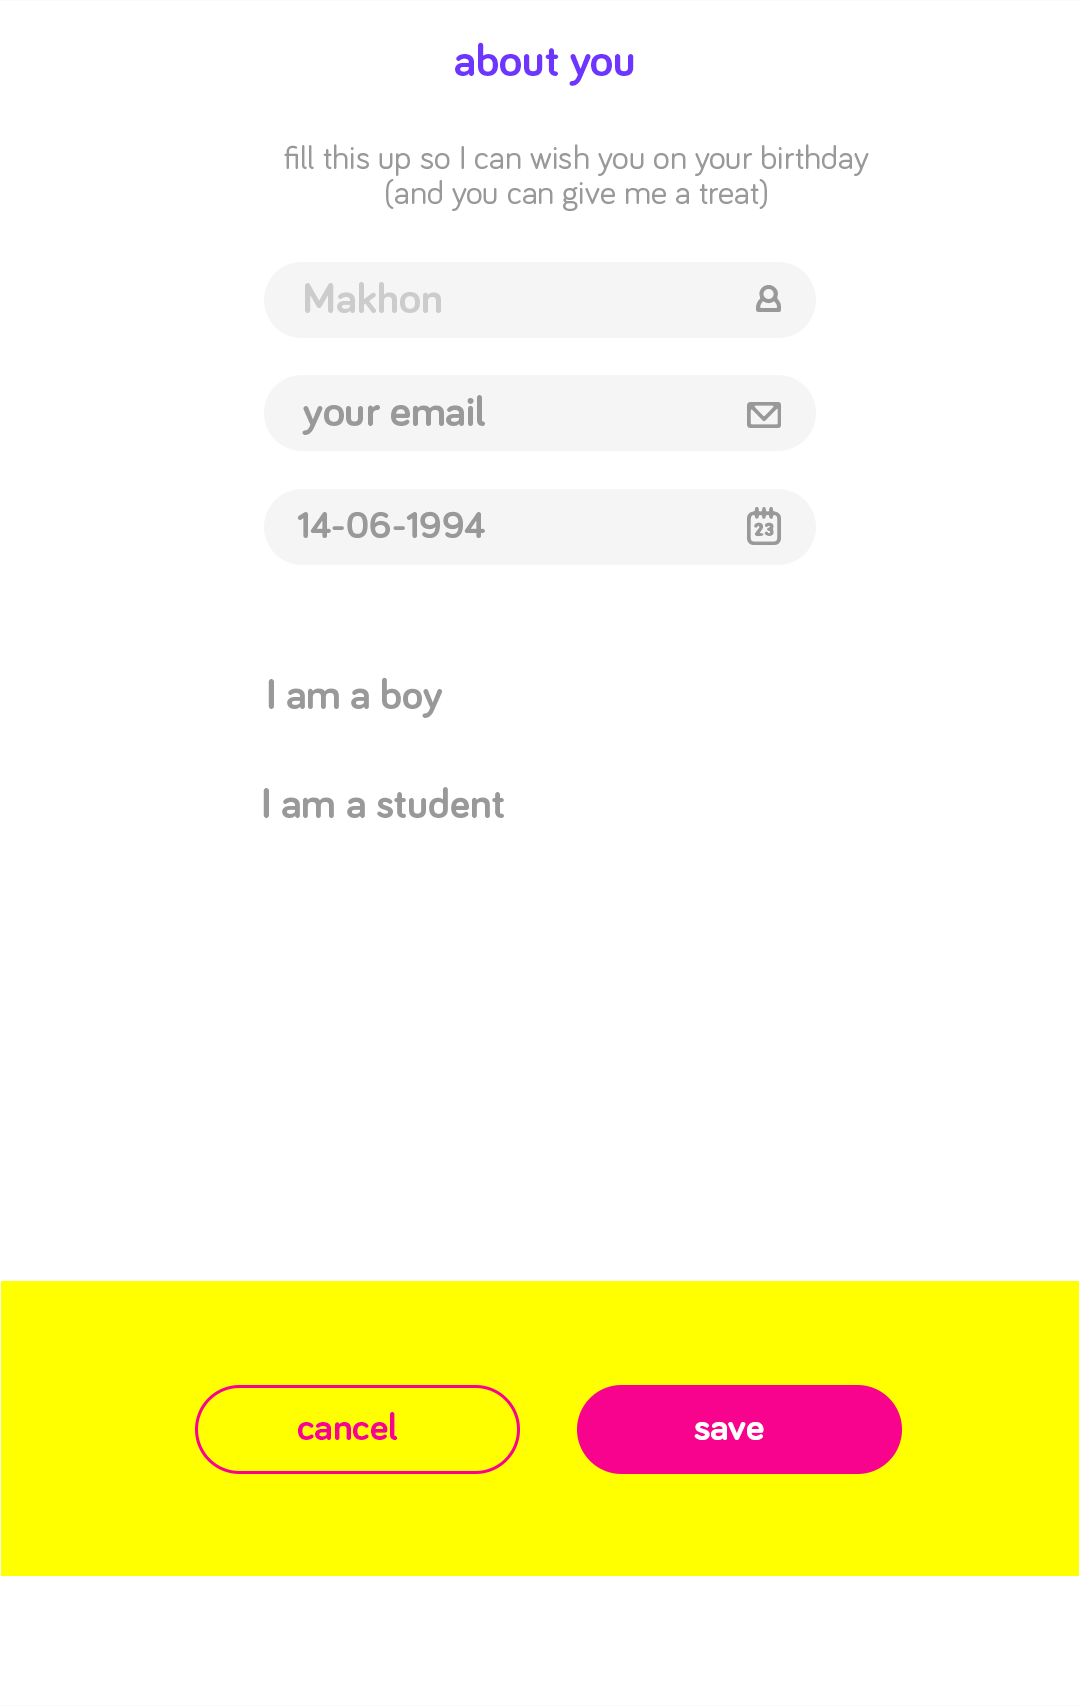 about you
fill this up so I can wish you on your birthday
(and you can give me a treat)
Makhon
your email
14-06-1994
23
I am a boy
I am a student
cancel
save